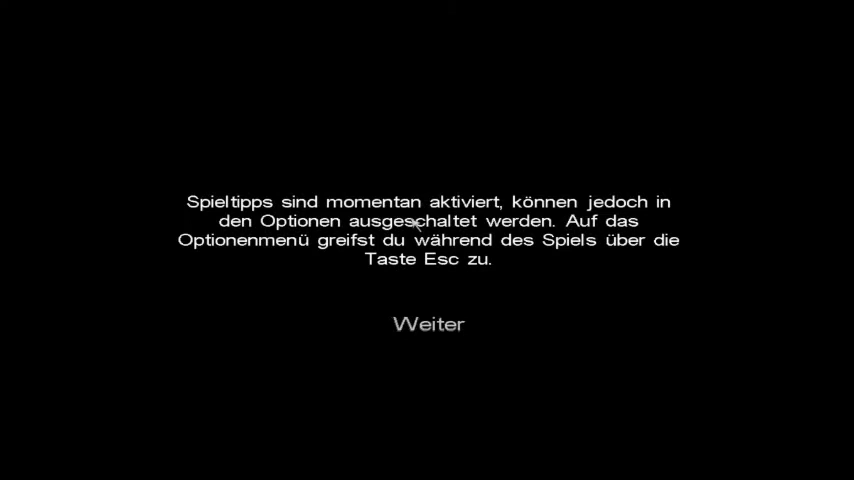 Spieltipps sind momentan aktiviert, können jedoch in
den Optionen ausgeschaltet werden. Auf das
Optionenmenü greifst du während des Spiels über die
Taste Esc zu.
Weiter